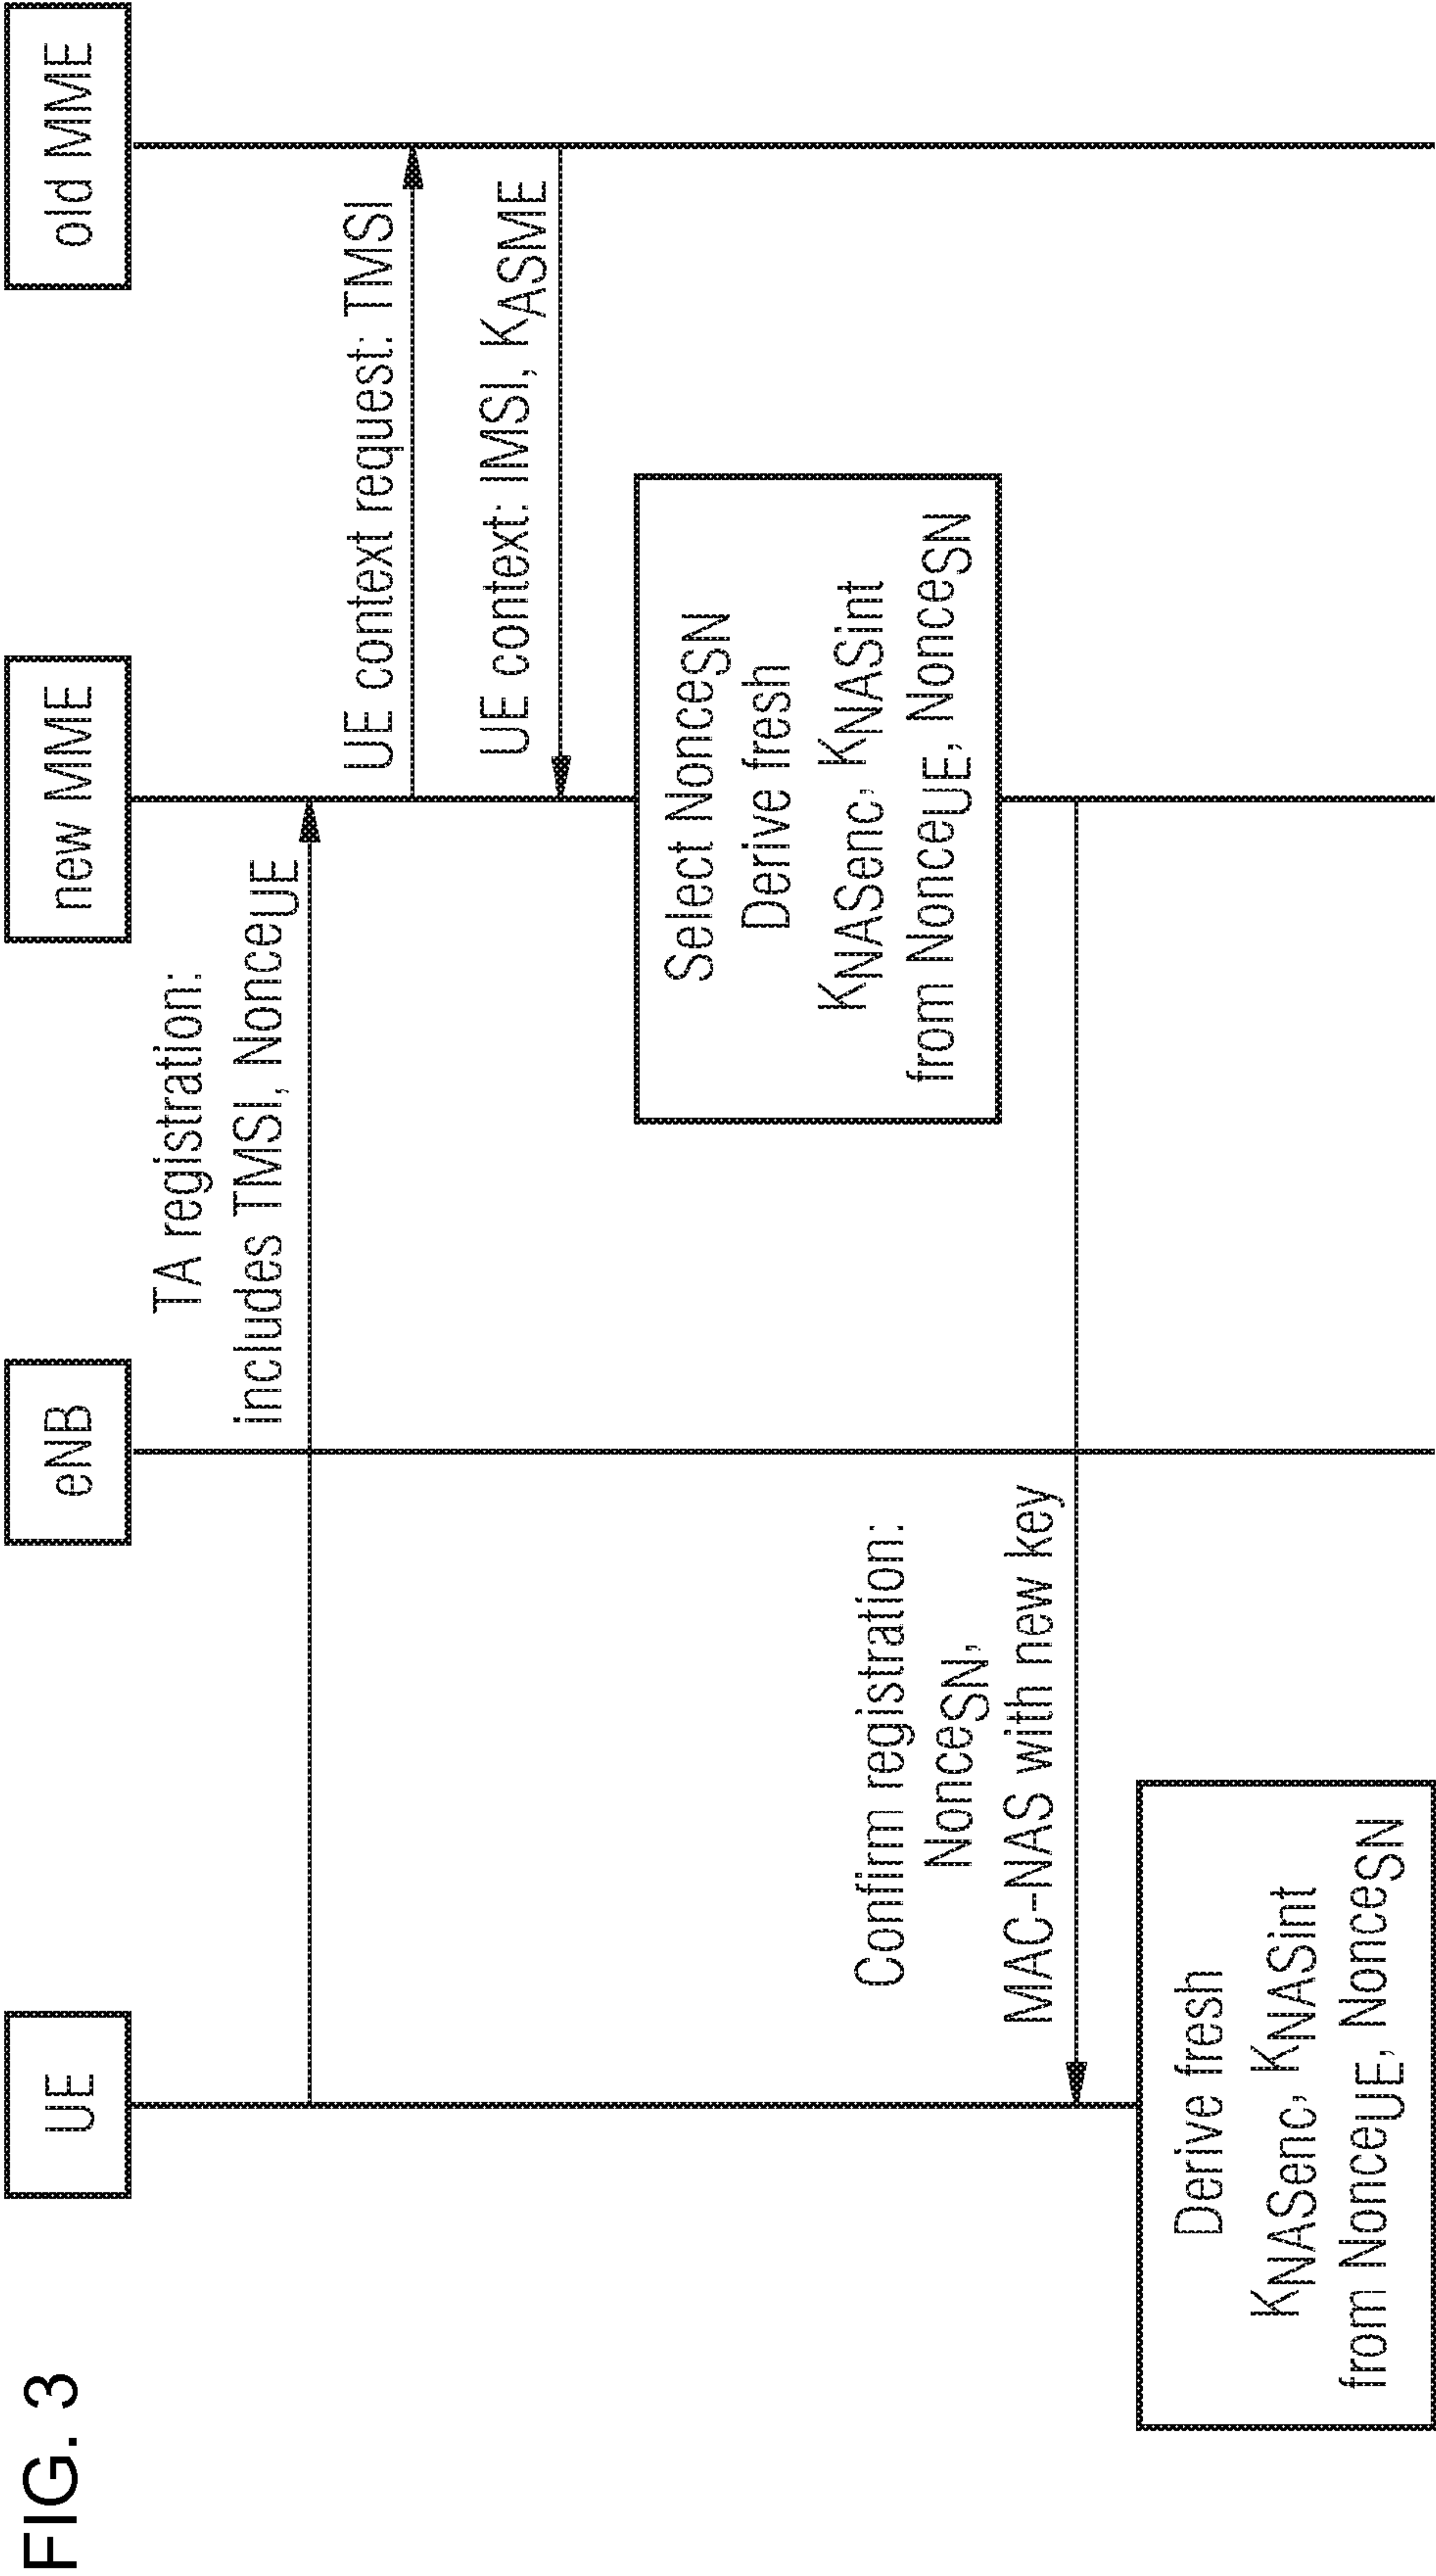 FIG. 3
UE
eNB
new MME
old MME
TA registration:
includes TMSI, NonceUE
UE context request: TMSI
UE context: IMSI, KASME
Select NonceSN
Derive fresh
KNASenc, KNASint
from NonceUE, NonceSN
Confirm registration:
NonceSN,
MAC-NAS with new key
Derive fresh
KNASenc, KNASint
from NonceUE, NonceSN